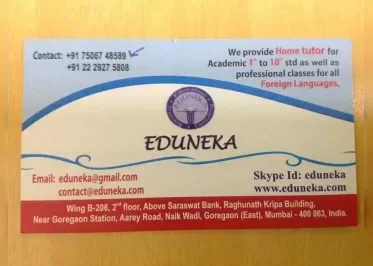 Contact: +91 75067 48589
+91 22 2927 5808
We provide Home tutor for
Academic 1st to 10th std as well as
professional classes for all
Foreign Languages.
EDUNEKA
EDUNEKA
Email: eduneka@gmail.com
contact@eduneka.com
Skype Id: eduneka
www.eduneka.com
Wing B-206, 2nd floor, Above Saraswat Bank, Raghunath Kripa Building,
Near Goregaon Station, Aarey Road, Naik Wadi, Goregaon (East), Mumbai - 400 063, India.